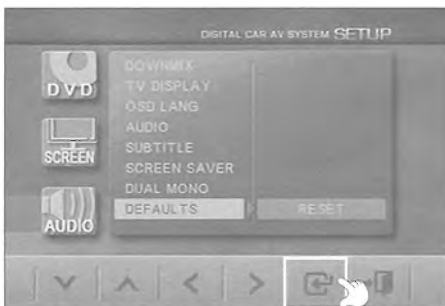 DIGITAL CAR AV SYSTEM SETUP
DVD
SCREEN
AUDIO
DOWNMIX
TV DISPLAY
OSD LANG
AUDIO
SUBTITLE
SCREEN SAVER
DUAL MONO
DEFAULTS
RESET